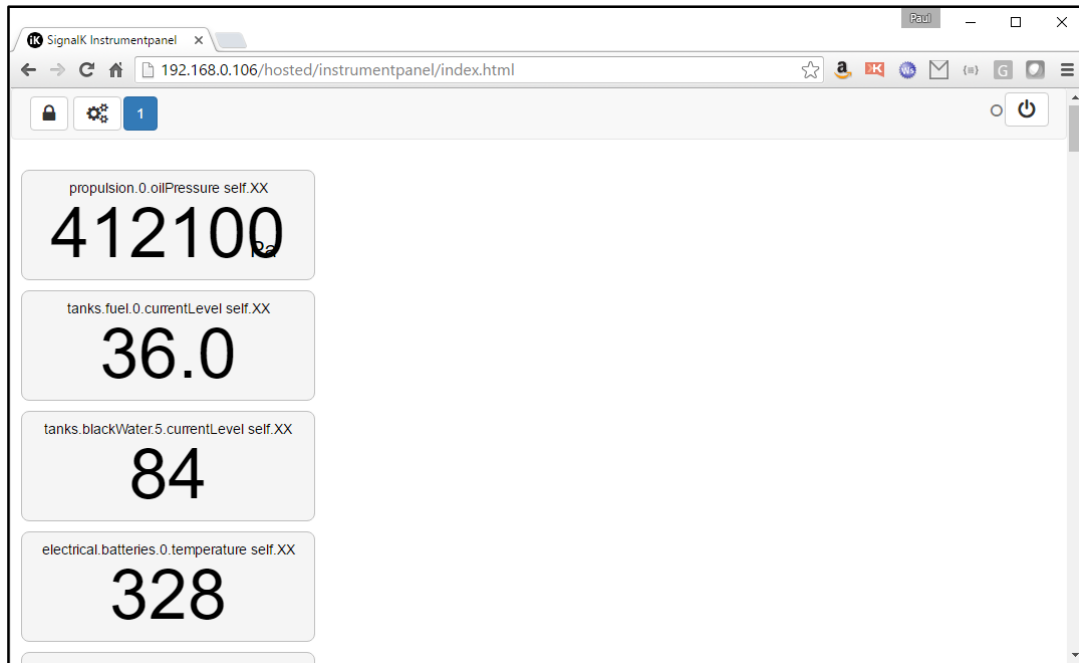 Paul
SignalK Instrumentpanel
192.168.0.106/hosted/instrumentpanel/index.html
1
propulsion.0.oilPressure self.XX
412100
Pa
tanks.fuel.0.currentLevel self.XX
36.0
tanks.blackWater.5.currentLevel self.XX
84
electrical.batteries.0.temperature self.XX
328